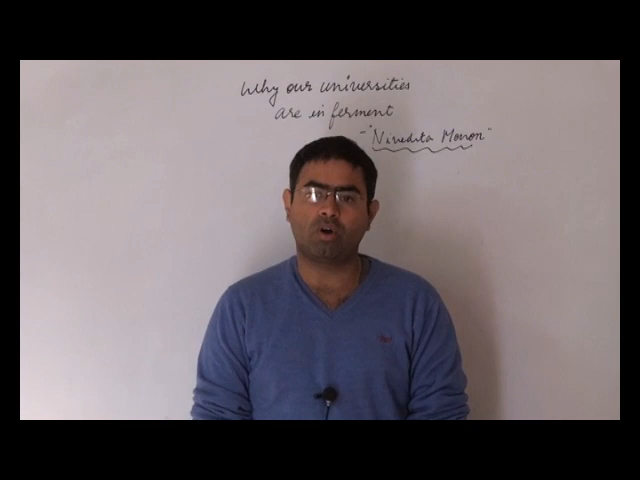 Why our universities
are in ferment
- "Nivedita Menon"